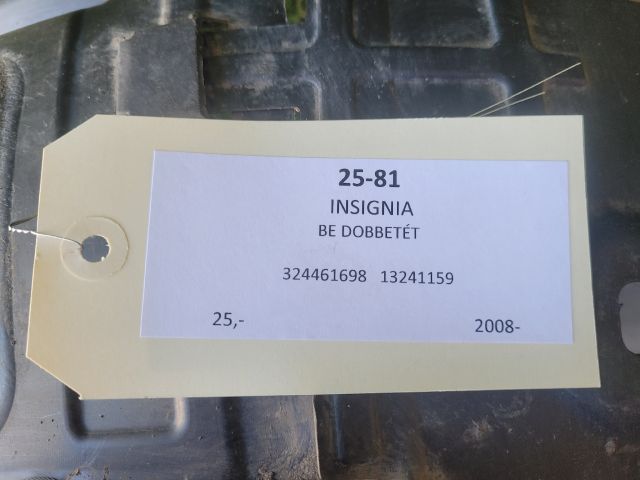 25-81
INSIGNIA
BE DOBBETÉT
324461698 13241159
25,- 2008-